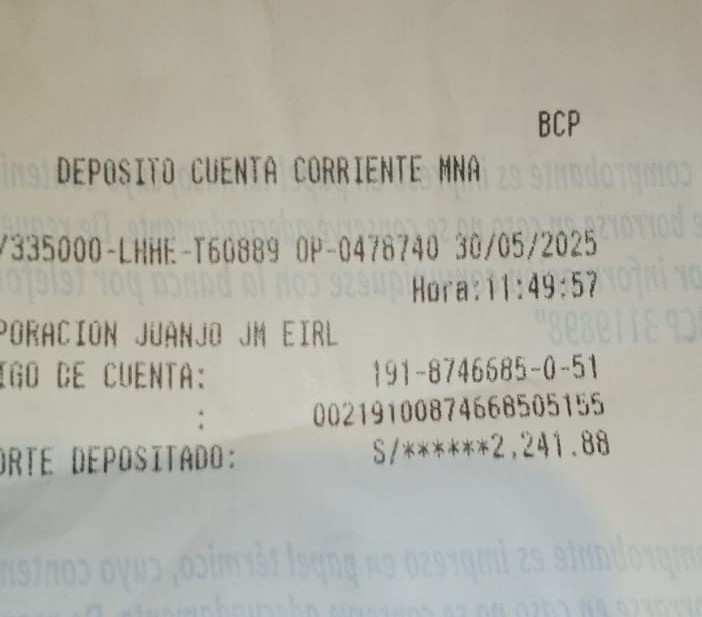 BCP
DEPOSITO CUENTA CORRIENTE MNA
/335000-LHHE-T60889 OP-0478740 30/05/2025
Hora:11:49:57
PORACION JUANJO JM EIRL
IGO DE CUENTA: 191-8746685-0-51
: 00219100874668505155
ORTE DEPOSITADO: S/******2,241.88